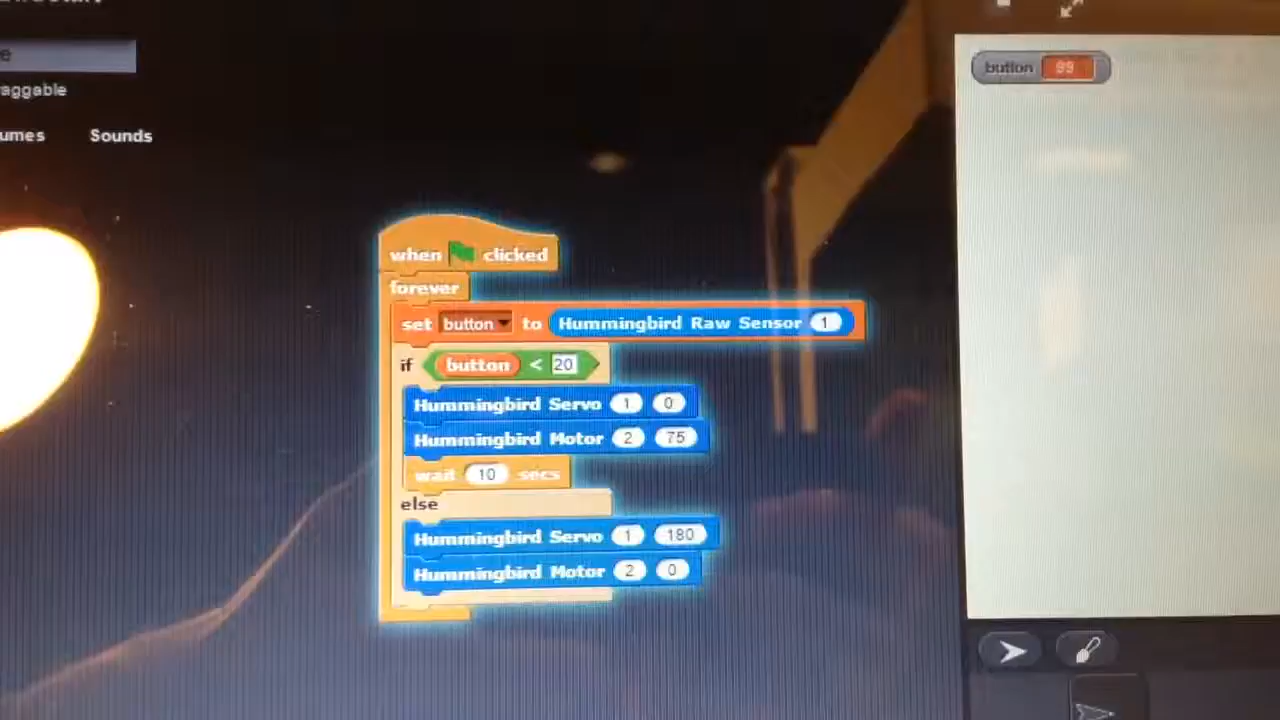 aggable
umes Sounds
button 99
when clicked
forever
set button to Hummingbird Raw Sensor 1
if button < 20
Hummingbird Servo 1 0
Hummingbird Motor 2 75
wait 10 secs
else
Hummingbird Servo 1 180
Hummingbird Motor 2 0